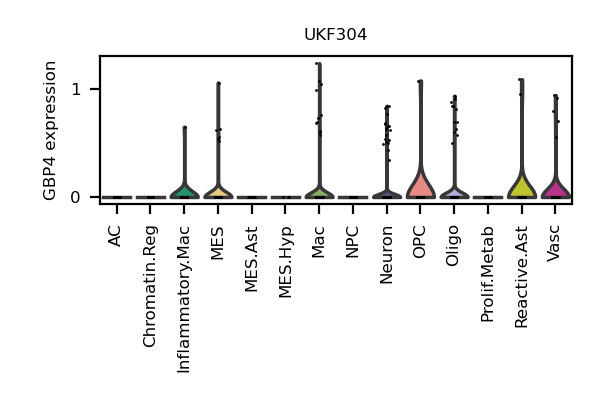 UKF304
GBP4 expression
1
0
AC
Chromatin.Reg
Inflammatory.Mac
MES
MES.Ast
MES.Hyp
Mac
NPC
Neuron
OPC
Oligo
Prolif.Metab
Reactive.Ast
Vasc